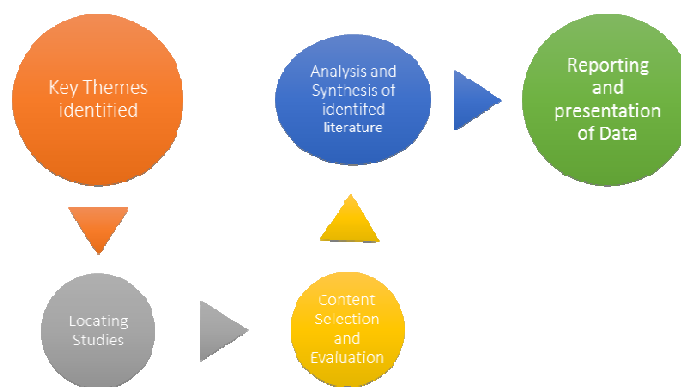 Key Themes
identified
Locating
Studies
Content
Selection
and
Evaluation
Analysis and
Synthesis of
identifed
literature
Reporting
and
presentation
of Data